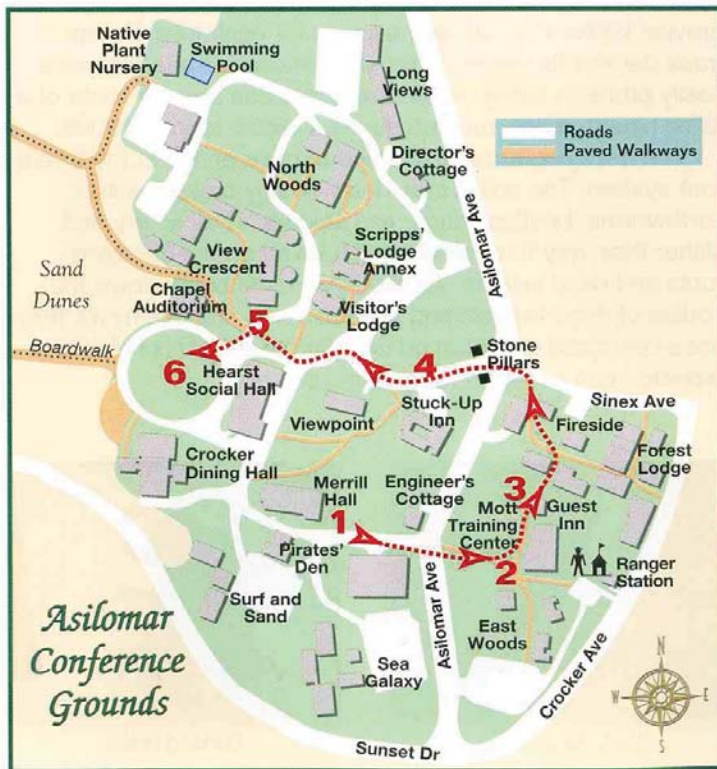 Native
Plant
Nursery
Swimming
Pool
Long
Views
Roads
Paved Walkways
North
Woods
Director's
Cottage
Asilomar Ave
Scripps'
Lodge
Annex
View
Crescent
Sand
Dunes
Chapel
Auditorium
Visitor's
Lodge
5
Boardwalk
6
4
Stone
Pillars
Hearst
Social Hall
Sinex Ave
Viewpoint
Stuck-Up
Inn
Fireside
Forest
Lodge
Crocker
Dining Hall
Merrill
Hall
Engineer's
Cottage
3
Mott
Training
Center
Guest
Inn
1
2
Pirates'
Den
Ranger
Station
Surf and
Sand
Asilomar Ave
East
Woods
Crocker Ave
Asilomar
Conference
Grounds
Sea
Galaxy
Sunset Dr
N
W
E
S